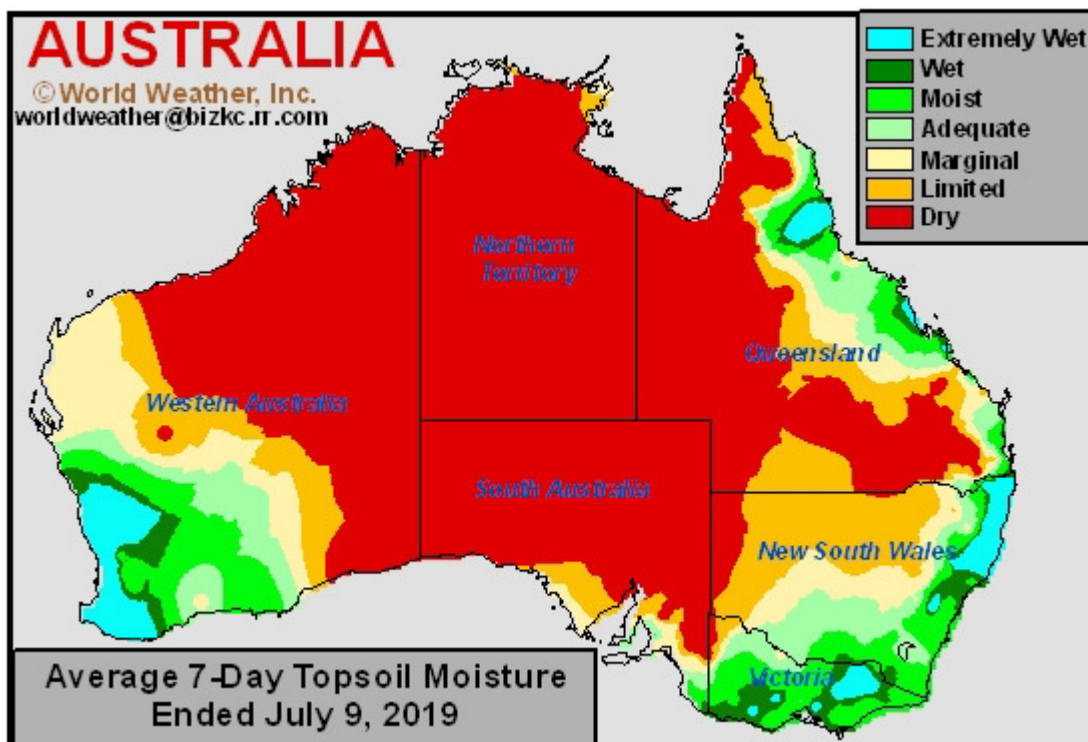 AUSTRALIA
©World Weather, Inc.
worldweather@bizkc.rr.com
Extremely Wet
Wet
Moist
Adequate
Marginal
Limited
Dry
Northern
Territory
Queensland
Western Australia
South Australia
New South Wales
Victoria
Average 7-Day Topsoil Moisture
Ended July 9, 2019